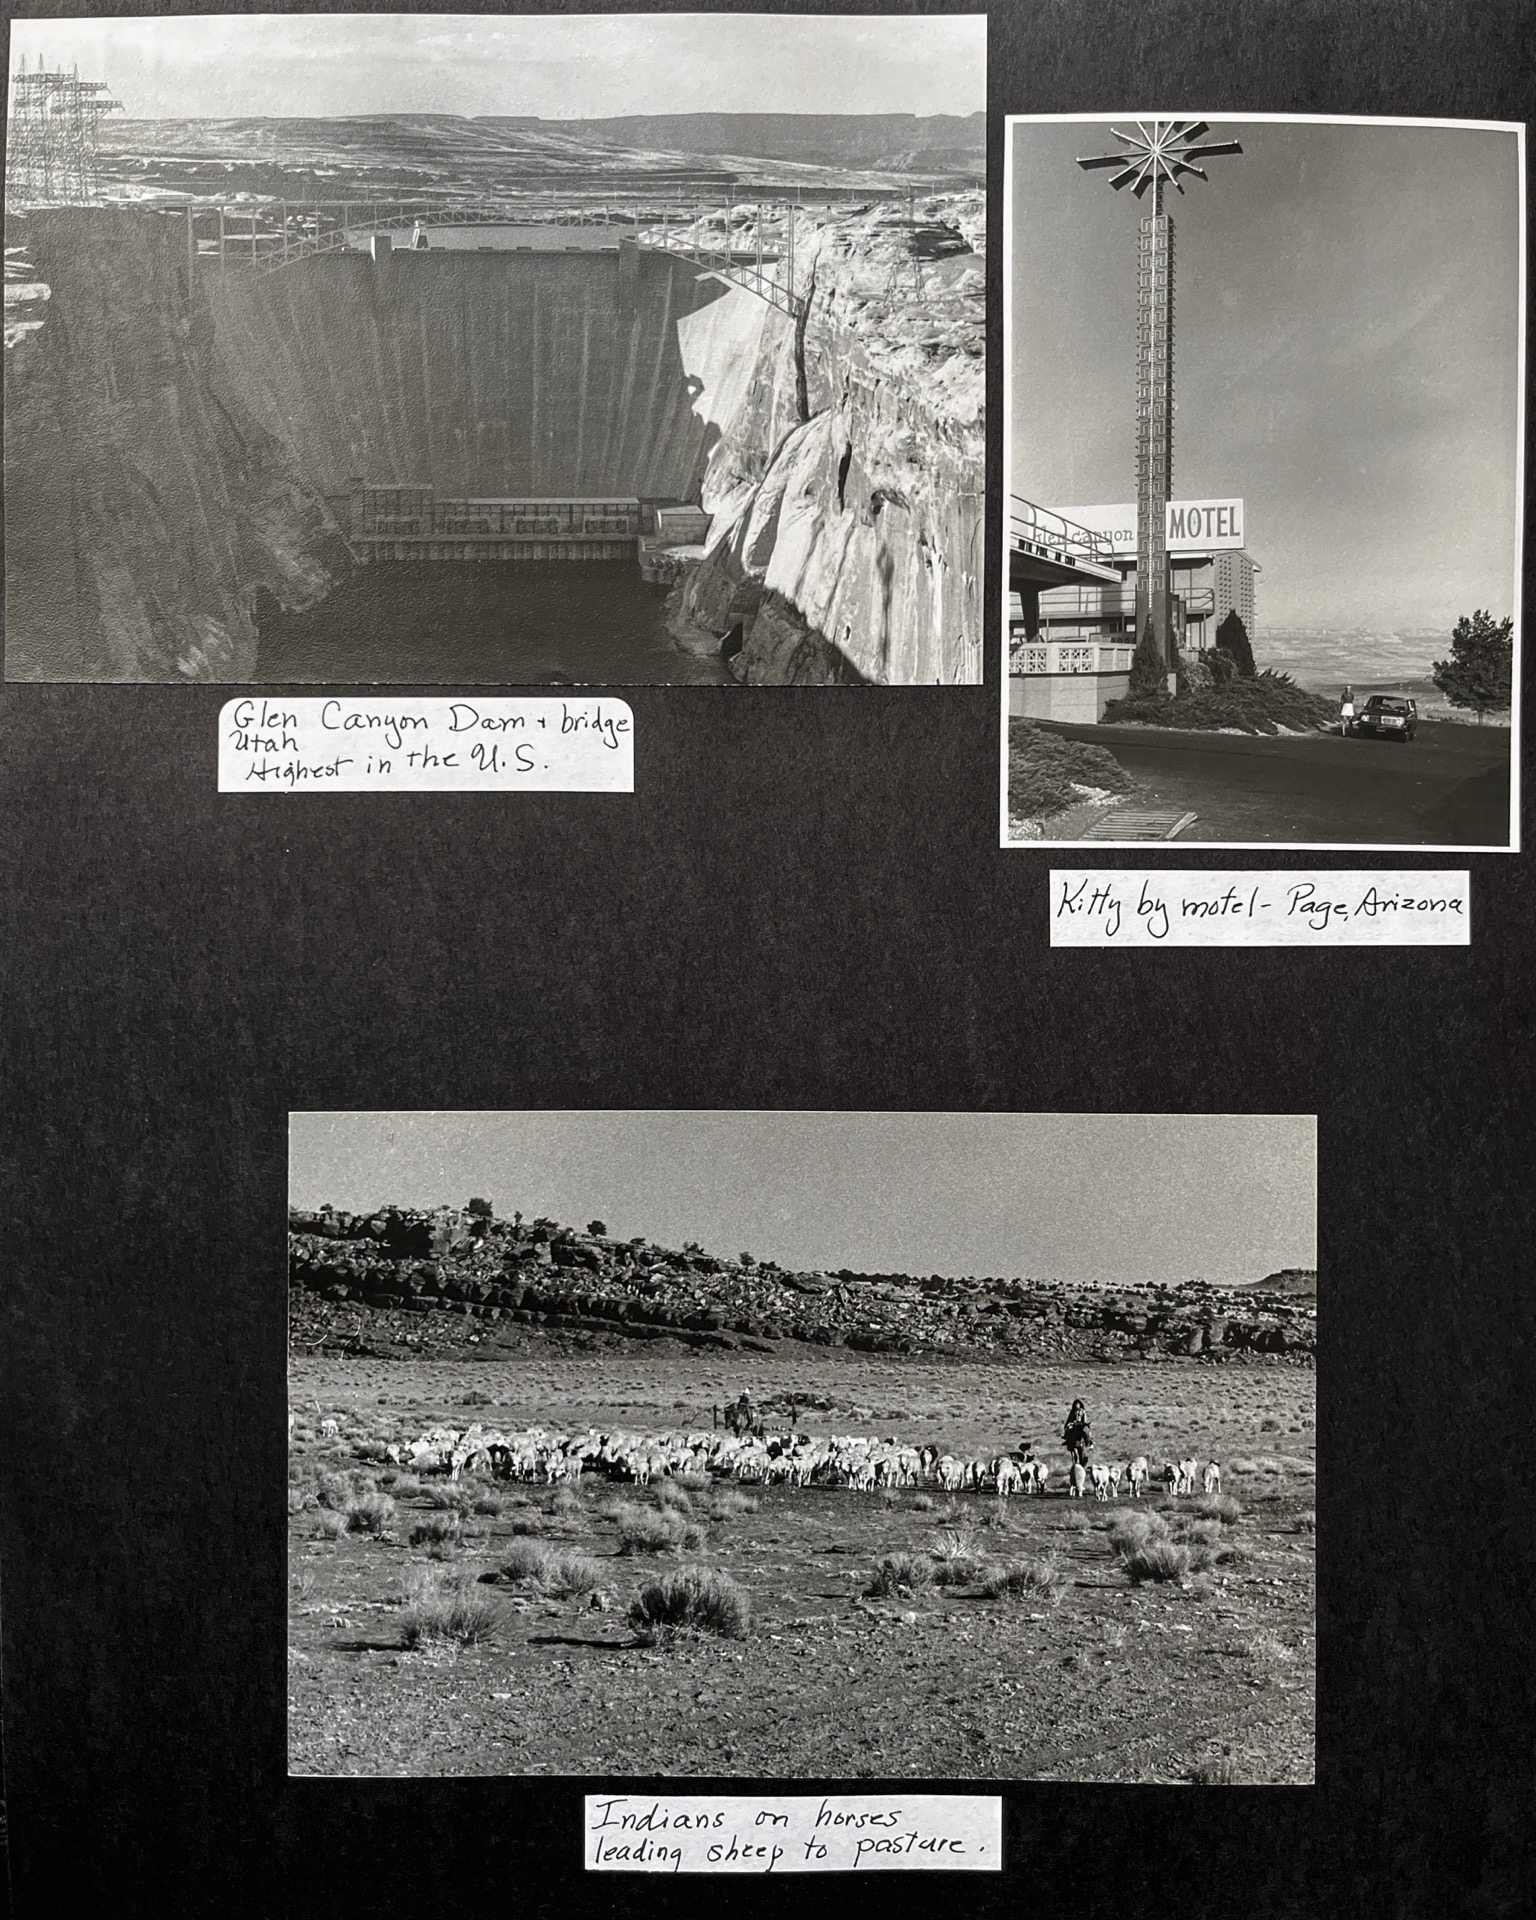 Glen Canyon Dam + bridge
Utah
Highest in the U.S.
glen canyon MOTEL
Kitty by motel - Page, Arizona
Indians on horses
leading sheep to pasture.